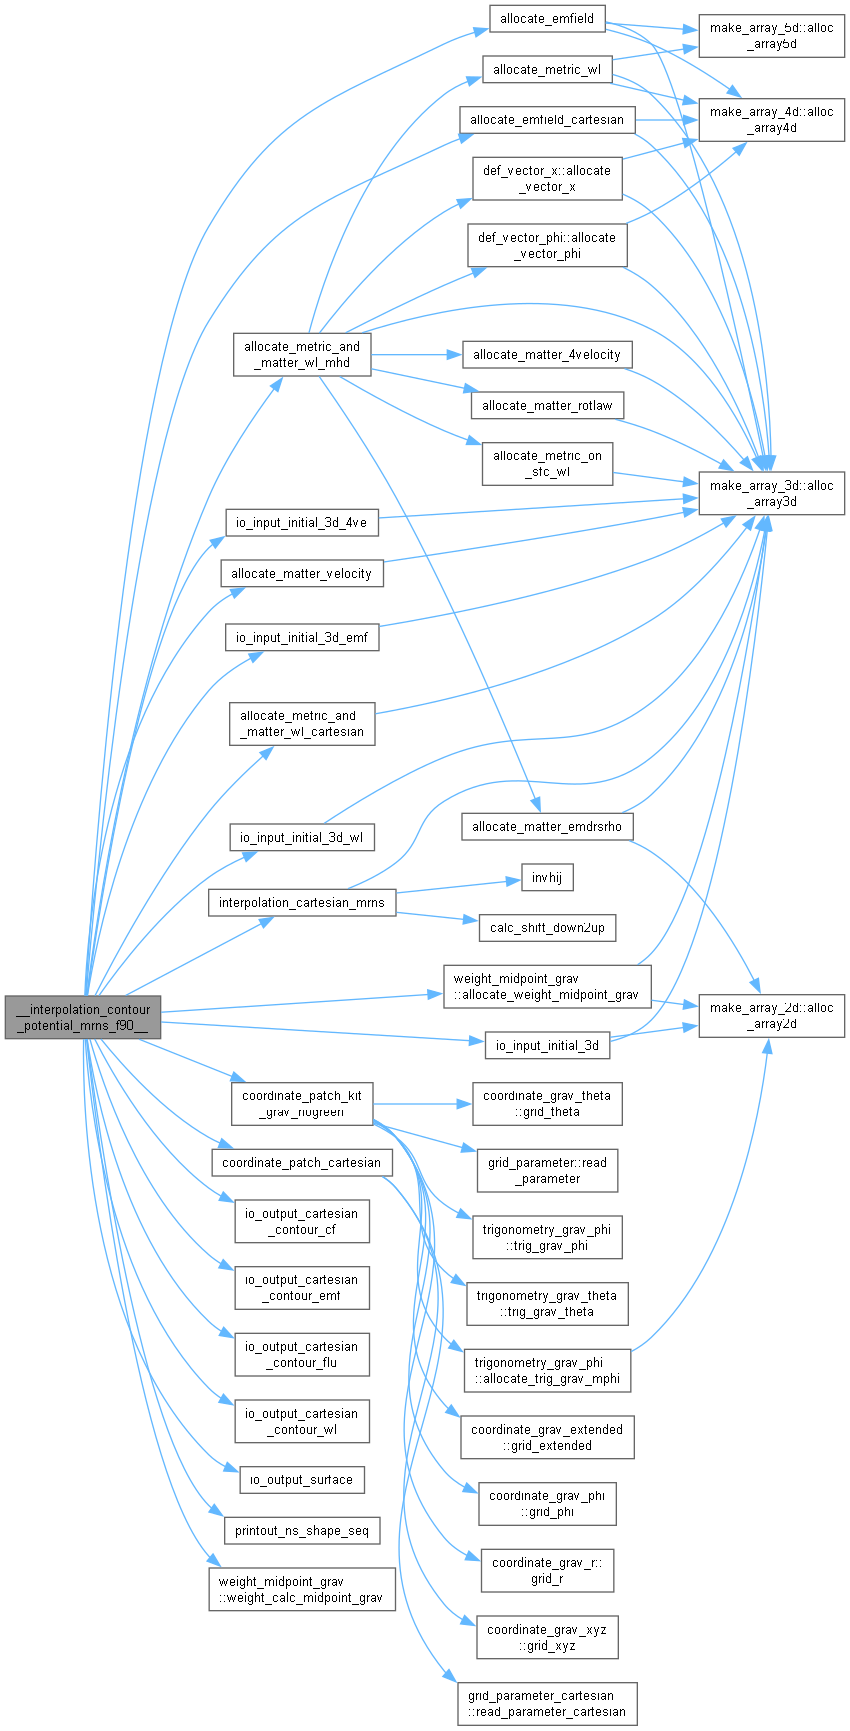 allocate_emfield
make_array_5d::alloc
_array5d
allocate_metric_wl
make_array_4d::alloc
_array4d
allocate_emfield_cartesian
def_vector_x::allocate
_vector_x
def_vector_phi::allocate
_vector_phi
allocate_metric_and
_matter_wl_mhd
allocate_matter_4velocity
allocate_matter_rotlaw
allocate_metric_on
_sfc_wl
make_array_3d::alloc
_array3d
io_input_initial_3d_4ve
allocate_matter_velocity
io_input_initial_3d_emf
allocate_metric_and
_matter_wl_cartesian
io_input_initial_3d_wl
allocate_matter_emdrsrho
invhij
interpolation_cartesian_mrns
calc_shift_down2up
weight_midpoint_grav
::allocate_weight_midpoint_grav
__interpolation_contour
_potential_mrns_f90__
make_array_2d::alloc
_array2d
io_input_initial_3d
coordinate_patch_kit
_grav_nogreen
coordinate_grav_theta
::grid_theta
coordinate_patch_cartesian
grid_parameter::read
_parameter
io_output_cartesian
_contour_cf
trigonometry_grav_phi
::trig_grav_phi
io_output_cartesian
_contour_emf
trigonometry_grav_theta
::trig_grav_theta
io_output_cartesian
_contour_flu
trigonometry_grav_phi
::allocate_trig_grav_mphi
io_output_cartesian
_contour_wl
coordinate_grav_extended
::grid_extended
io_output_surface
coordinate_grav_phi
::grid_phi
printout_ns_shape_seq
coordinate_grav_r::
grid_r
weight_midpoint_grav
::weight_calc_midpoint_grav
coordinate_grav_xyz
::grid_xyz
grid_parameter_cartesian
::read_parameter_cartesian